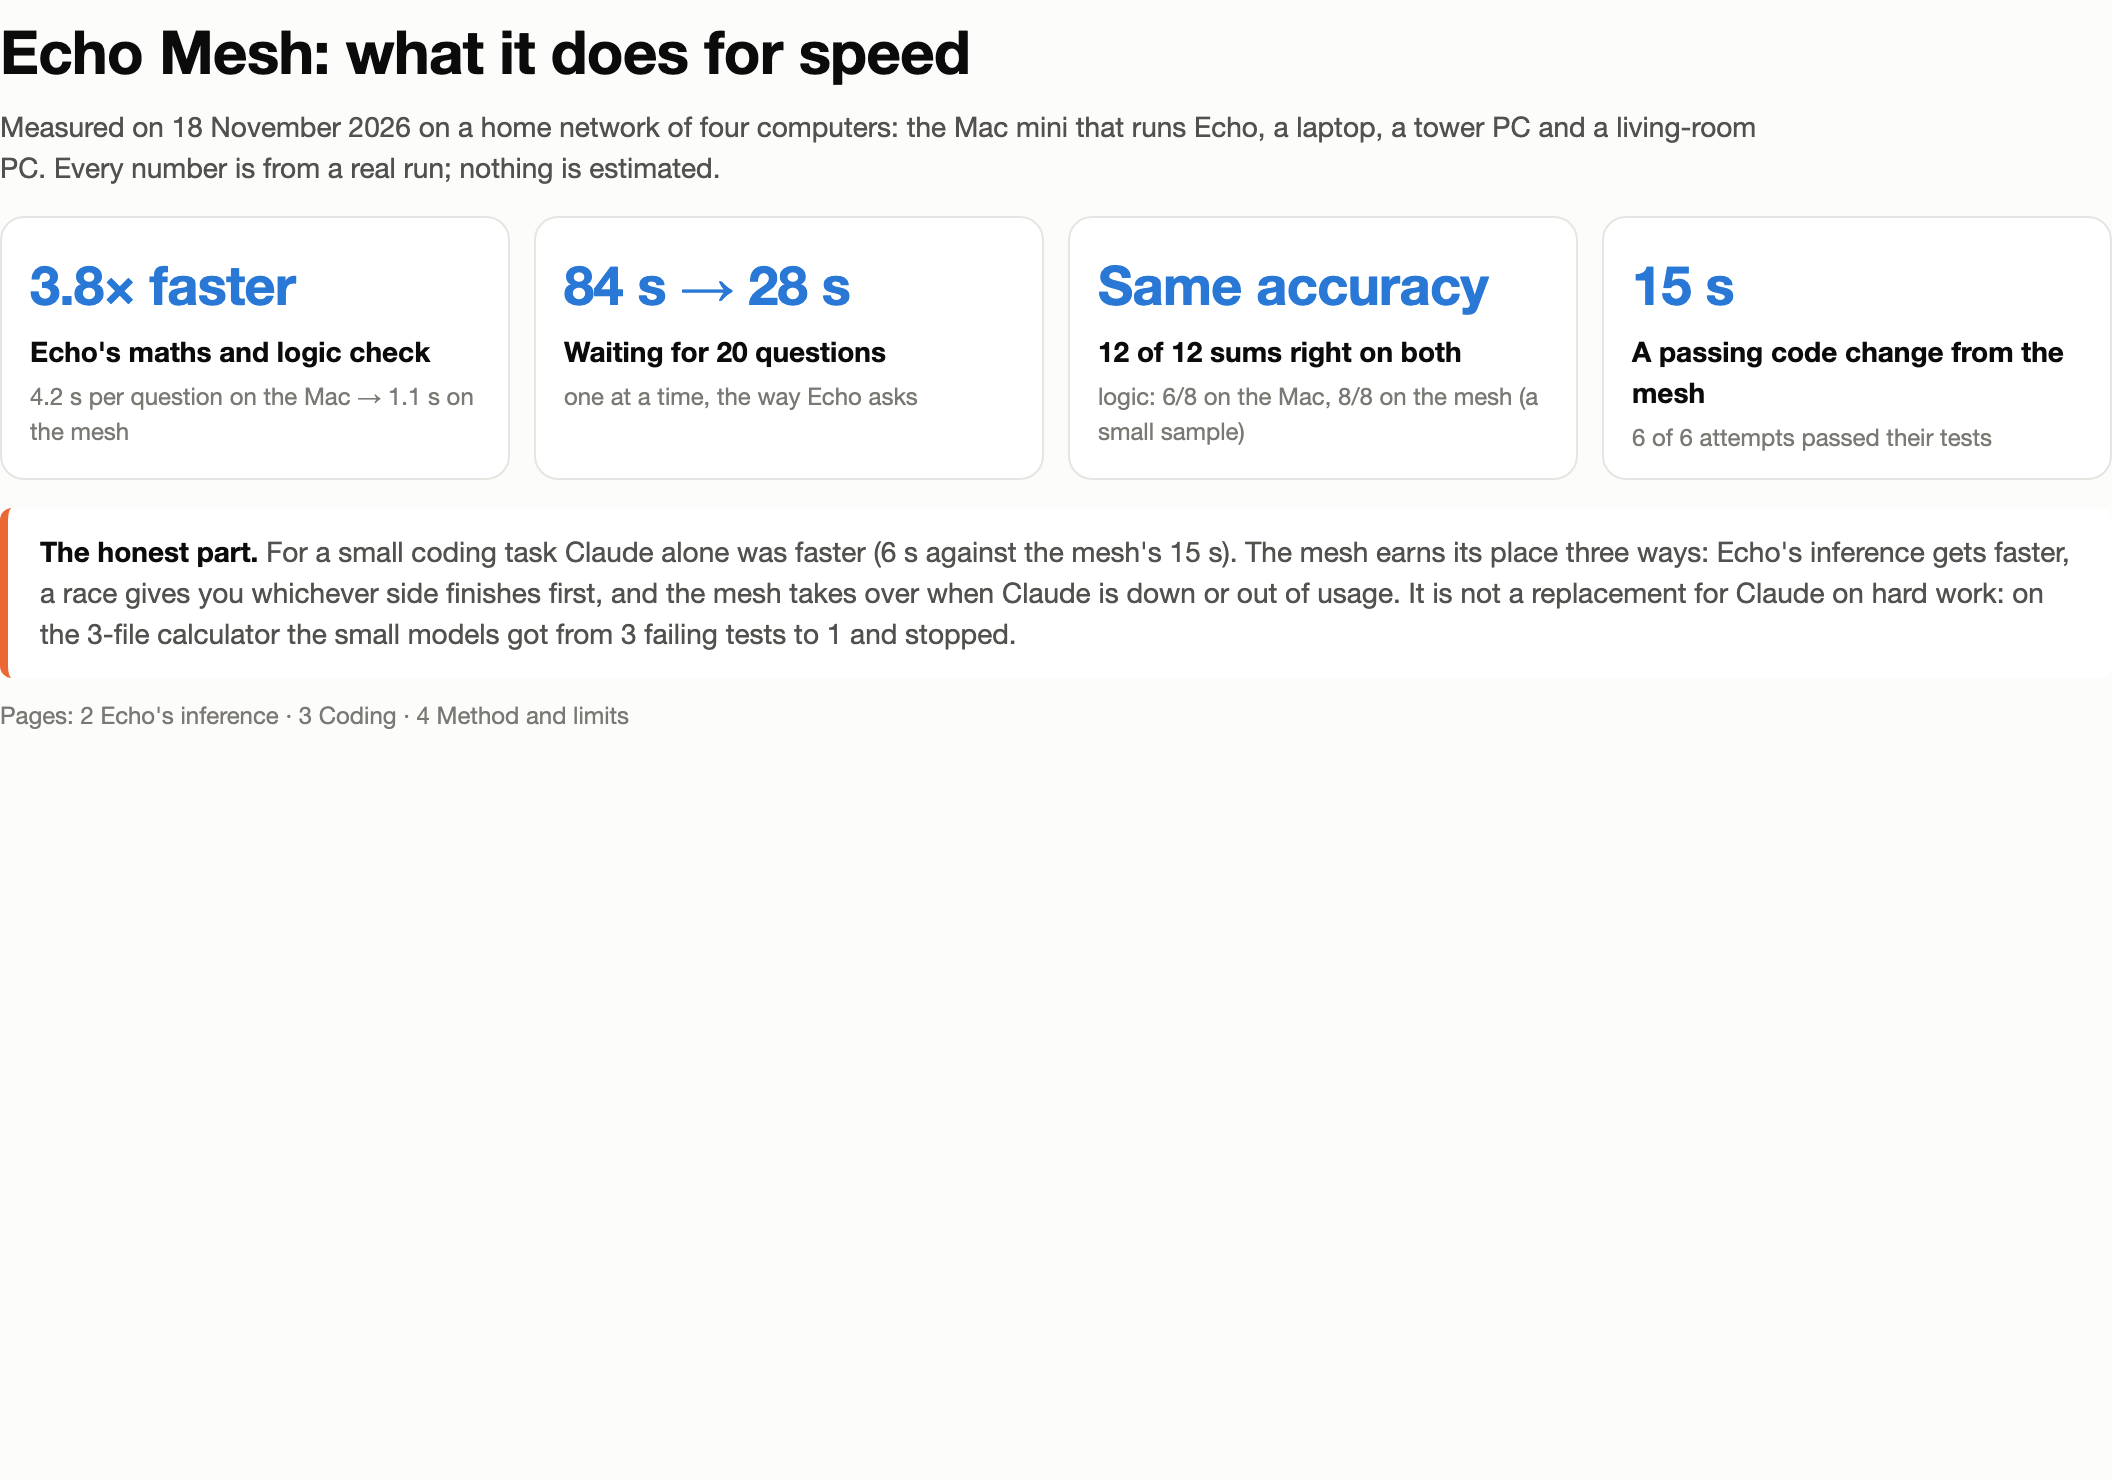 Echo Mesh: what it does for speed
Measured on 18 November 2026 on a home network of four computers: the Mac mini that runs Echo, a laptop, a tower PC and a living-room
PC. Every number is from a real run; nothing is estimated.
3.8× faster
Echo's maths and logic check
4.2 s per question on the Mac → 1.1 s on
the mesh
84 s → 28 s
Waiting for 20 questions
one at a time, the way Echo asks
Same accuracy
12 of 12 sums right on both
logic: 6/8 on the Mac, 8/8 on the mesh (a
small sample)
15 s
A passing code change from the
mesh
6 of 6 attempts passed their tests
The honest part. For a small coding task Claude alone was faster (6 s against the mesh's 15 s). The mesh earns its place three ways: Echo's inference gets faster,
a race gives you whichever side finishes first, and the mesh takes over when Claude is down or out of usage. It is not a replacement for Claude on hard work: on
the 3-file calculator the small models got from 3 failing tests to 1 and stopped.
Pages: 2 Echo's inference · 3 Coding · 4 Method and limits